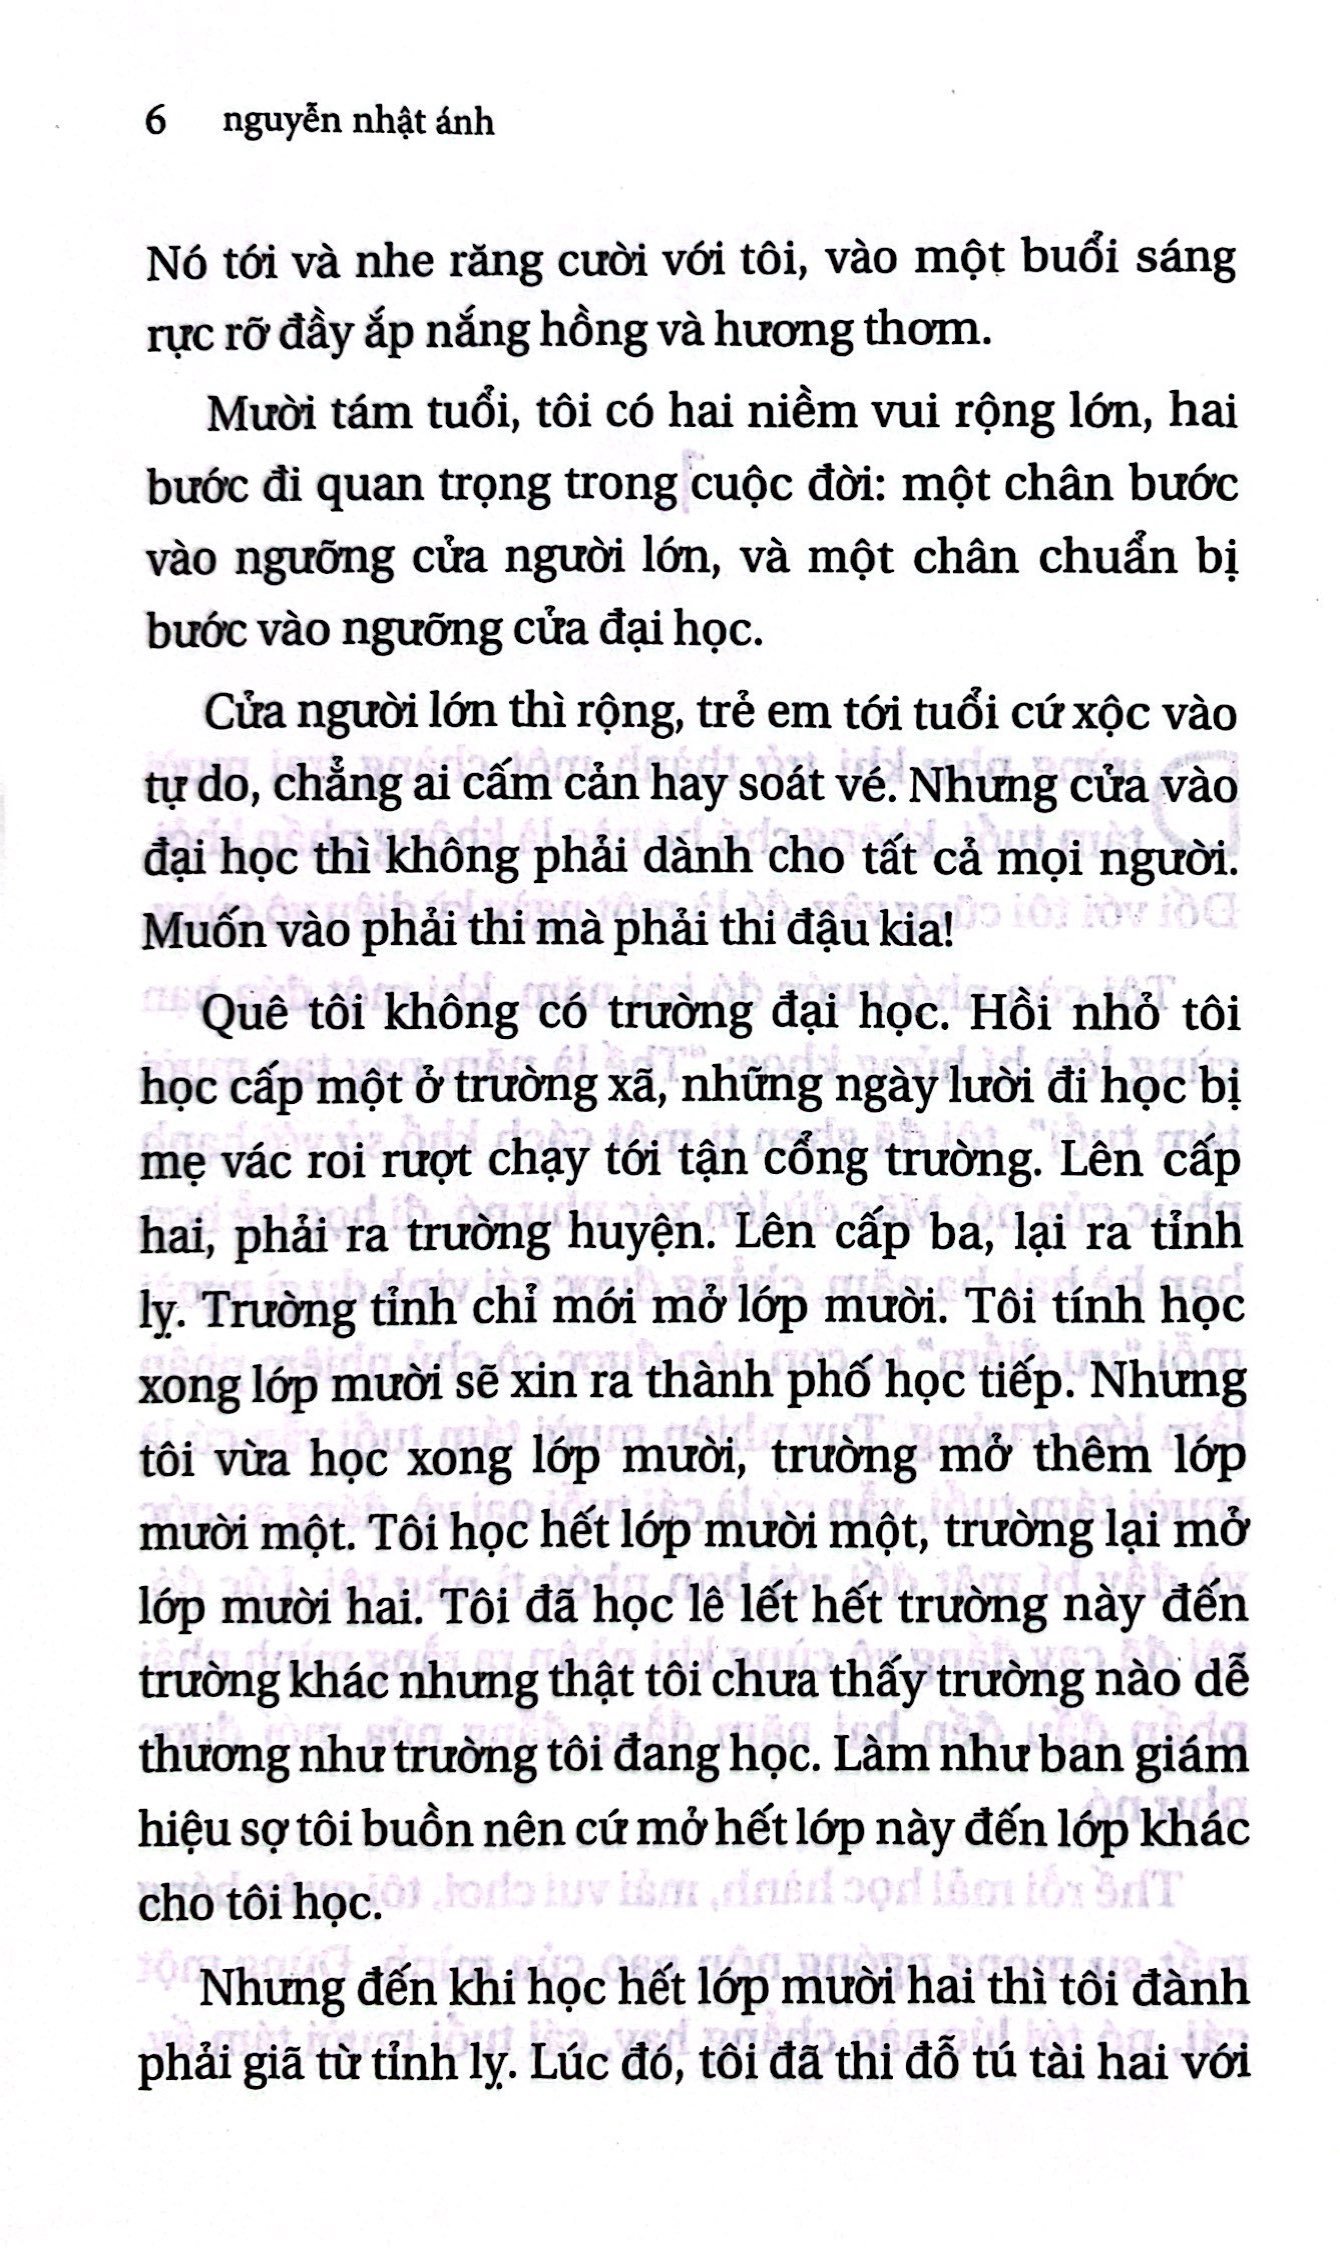 6 nguyễn nhật ánh
Nó tới và nhe răng cười với tôi, vào một buổi sáng
rực rỡ đầy ắp nắng hồng và hương thơm.
Mười tám tuổi, tôi có hai niềm vui rộng lớn, hai
bước đi quan trọng trong cuộc đời: một chân bước
vào ngưỡng cửa người lớn, và một chân chuẩn bị
bước vào ngưỡng cửa đại học.
Cửa người lớn thì rộng, trẻ em tới tuổi cứ xộc vào
tự do, chẳng ai cấm cản hay soát vé. Nhưng cửa vào
đại học thì không phải dành cho tất cả mọi người.
Muốn vào phải thi mà phải thi đậu kia!
Quê tôi không có trường đại học. Hồi nhỏ tôi
học cấp một ở trường xã, những ngày lười đi học bị
mẹ vác roi rượt chạy tới tận cổng trường. Lên cấp
hai, phải ra trường huyện. Lên cấp ba, lại ra tỉnh
lỵ. Trường tỉnh chỉ mới mở lớp mười. Tôi tính học
xong lớp mười sẽ xin ra thành phố học tiếp. Nhưng
tôi vừa học xong lớp mười, trường mở thêm lớp
mười một. Tôi học hết lớp mười một, trường lại mở
lớp mười hai. Tôi đã học lê lết hết trường này đến
trường khác nhưng thật tôi chưa thấy trường nào dễ
thương như trường tôi đang học. Làm như ban giám
hiệu sợ tôi buồn nên cứ mở hết lớp này đến lớp khác
cho tôi học.
Nhưng đến khi học hết lớp mười hai thì tôi đành
phải giã từ tỉnh lỵ. Lúc đó, tôi đã thi đỗ tú tài hai với